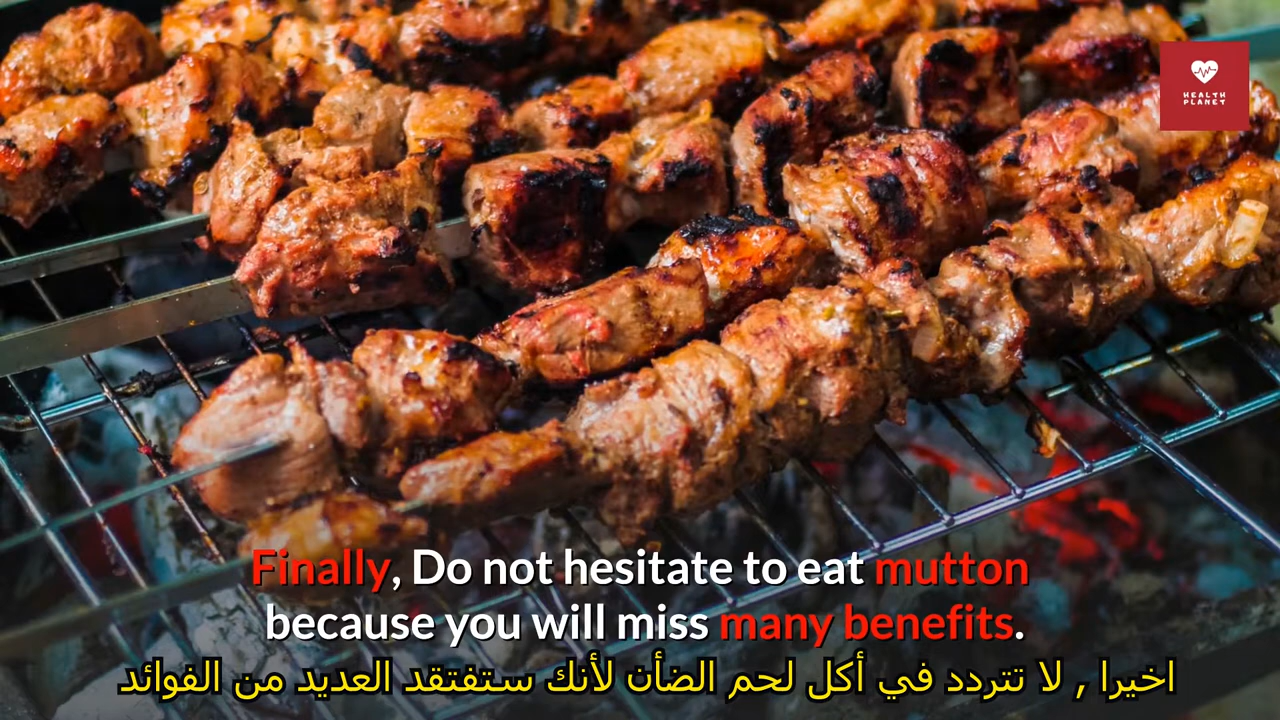 HEALTH
PLANET
Finally, Do not hesitate to eat mutton
because you will miss many benefits.
اخيرا , لا تتردد في أكل لحم الضأن لأنك ستفتقد العديد من الفوائد